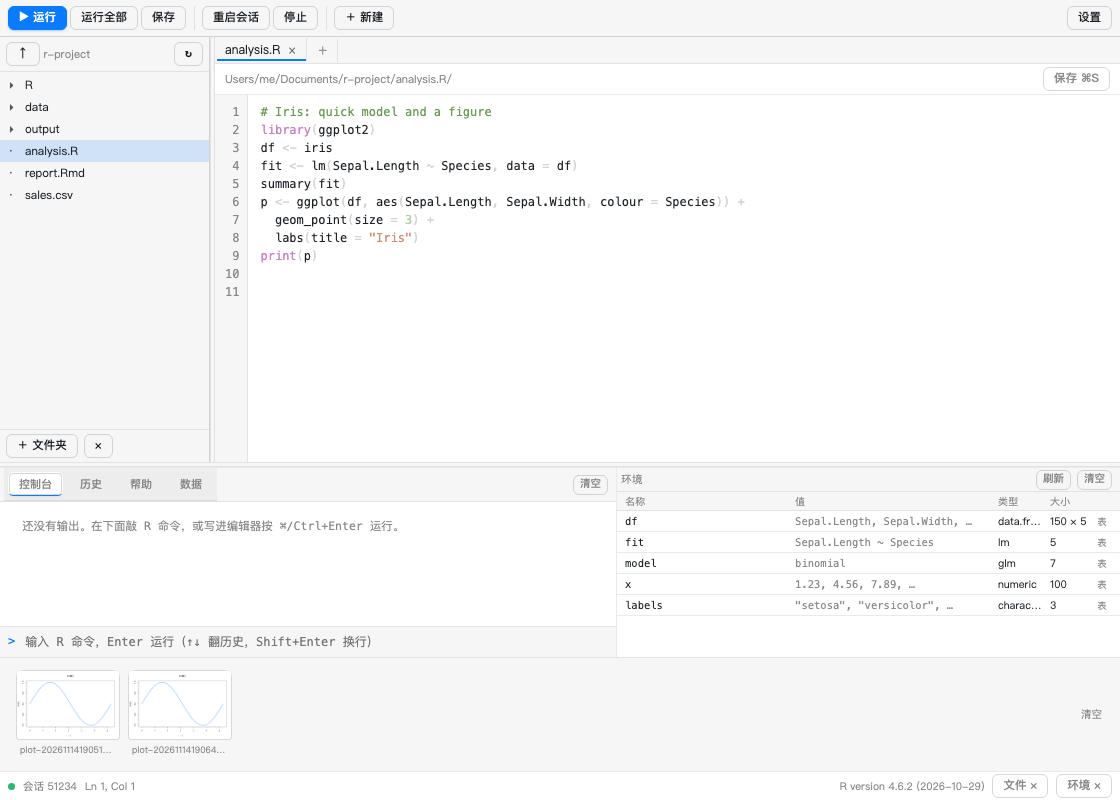 ▶ 运行 运行全部 保存 重启会话 停止 + 新建 设置
↑ r-project ↻
analysis.R × +
Users/me/Documents/r-project/analysis.R/ 保存 ⌘S
▸ R
▸ data
▸ output
· analysis.R
· report.Rmd
· sales.csv
+ 文件夹 ×
1 # Iris: quick model and a figure
2 library(ggplot2)
3 df <- iris
4 fit <- lm(Sepal.Length ~ Species, data = df)
5 summary(fit)
6 p <- ggplot(df, aes(Sepal.Length, Sepal.Width, colour = Species)) +
7   geom_point(size = 3) +
8   labs(title = "Iris")
9 print(p)
10
11
控制台 历史 帮助 数据 清空
还没有输出。在下面敲 R 命令，或写进编辑器按 ⌘/Ctrl+Enter 运行。
> 输入 R 命令，Enter 运行 (↑↓ 翻历史，Shift+Enter 换行)
环境 刷新 清空
名称 值 类型 大小
df Sepal.Length, Sepal.Width, … data.fr… 150 × 5 表
fit Sepal.Length ~ Species lm 5 表
model binomial glm 7 表
x 1.23, 4.56, 7.89, … numeric 100 表
labels "setosa", "versicolor", … charac… 3 表
plot-2026111419051… plot-2026111419064…
清空
会话 51234 Ln 1, Col 1 R version 4.6.2 (2026-10-29) 文件 × 环境 ×